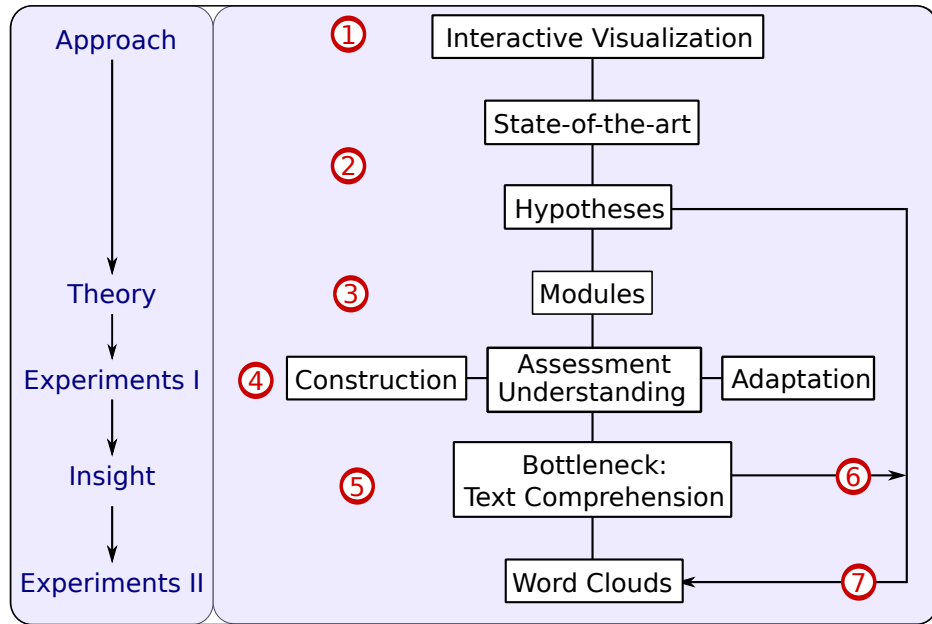 Approach
1
Interactive Visualization
State-of-the-art
2
Hypotheses
Theory
3
Modules
Experiments I
4
Construction
Assessment
Understanding
Adaptation
Insight
5
Bottleneck:
Text Comprehension
6
Experiments II
Word Clouds
7